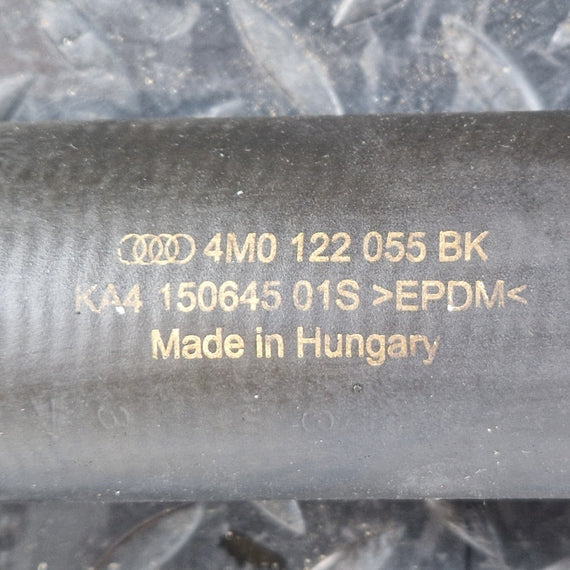 4M0 122 055 BK
KA4 150645 01S >EPDM<
Made in Hungary